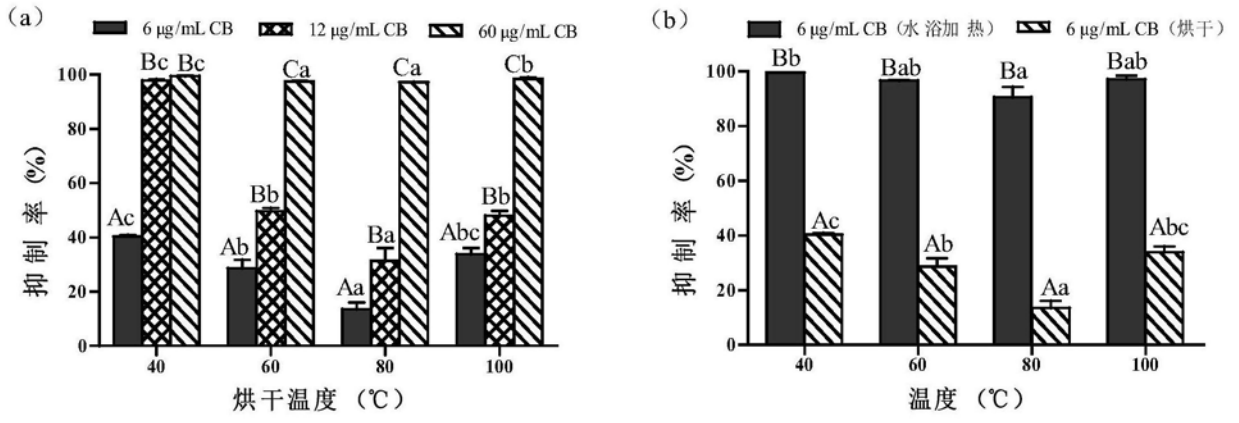 (a)
6 μg/mL CB 12 μg/mL CB 60 μg/mL CB
Bc Bc Ca Ca Cb
Ac Ab Bb Aa Ba Abc Bb
100
80
60
40
20
0
抑制率 (%)
40 60 80 100
烘干温度 (℃)
(b)
6 μg/mL CB (水浴加热) 6 μg/mL CB (烘干)
Bb Bab Ba Bab
Ac Ab Aa Abc
100
80
60
40
20
0
抑制率 (%)
40 60 80 100
温度 (℃)